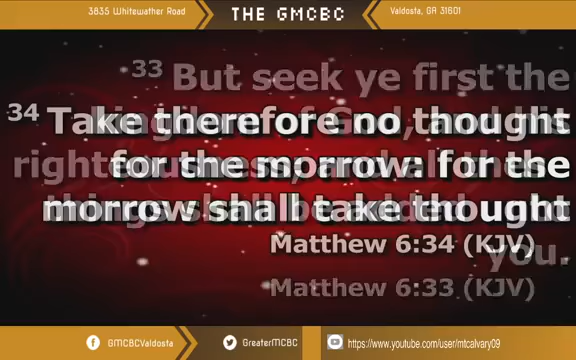 3835 Whitewather Road
THE GMCBC
Valdosta, GA 31601
33 But seek ye first the
34 Take therefore no thought
for the morrow: for the
morrow shall take thought
Matthew 6:34 (KJV)
you.
Matthew 6:33 (KJV)
GMCBCValdosta
GreaterMCBC
https://www.youtube.com/user/mtcalvary09